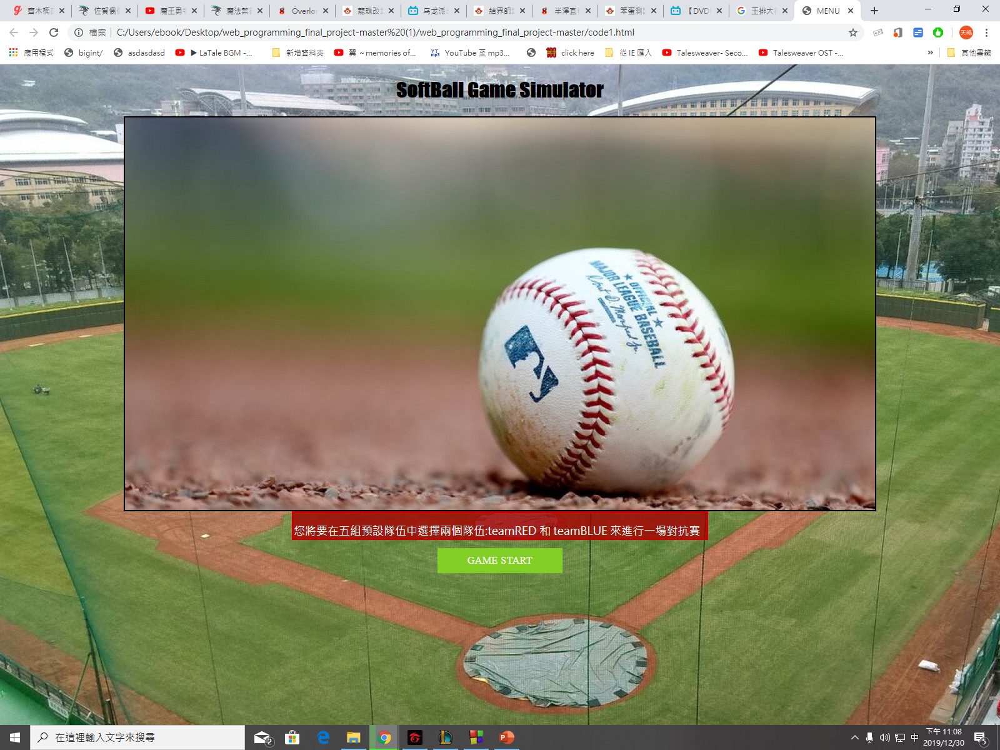 齊木楠
佐賀偶
魔王勇
魔法禁
Overlo
龍珠改
乌龙派出
結界師
半澤直樹
笨蛋測
【DVD
王排大
MENU
檔案
C:/Users/ebook/Desktop/web_programming_final_project-master%20(1)/web_programming_final_project-master/code1.html
天皓
應用程式
bigint/
asdasdasd
▶ LaTale BGM -...
新增資料夾
翼 ~ memories of...
YouTube 至 mp3...
click here
從 IE 匯入
Talesweaver- Seco...
Talesweaver OST -...
»
其他書籤
SoftBall Game Simulator
OFFICIAL
MAJOR LEAGUE BASEBALL
您將要在五組預設隊伍中選擇兩個隊伍:teamRED 和 teamBLUE 來進行一場對抗賽
GAME START
在這裡輸入文字來搜尋
2
中
下午 11:08
2019/12/30
5